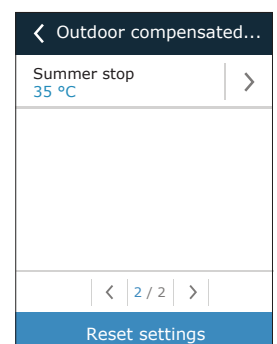 Outdoor compensated...
Summer stop
35 °C
2 / 2
Reset settings